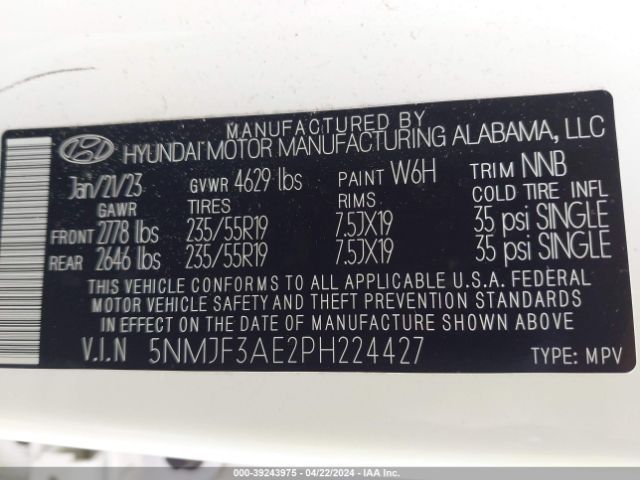 MANUFACTURED BY
HYUNDAI MOTOR MANUFACTURING ALABAMA, LLC
Jan/21/23 GVWR 4629 lbs PAINT W6H TRIM NNB
GAWR TIRES RIMS COLD TIRE INFL
FRONT 2778 lbs 235/55R19 7.5JX19 35 psi SINGLE
REAR 2646 lbs 235/55R19 7.5JX19 35 psi SINGLE
THIS VEHICLE CONFORMS TO ALL APPLICABLE U.S.A. FEDERAL
MOTOR VEHICLE SAFETY AND THEFT PREVENTION STANDARDS
IN EFFECT ON THE DATE OF MANUFACTURE SHOWN ABOVE
V.I.N 5NMJF3AE2PH224427 TYPE: MPV
000-39243975 - 04/22/2024 - IAAI.COM